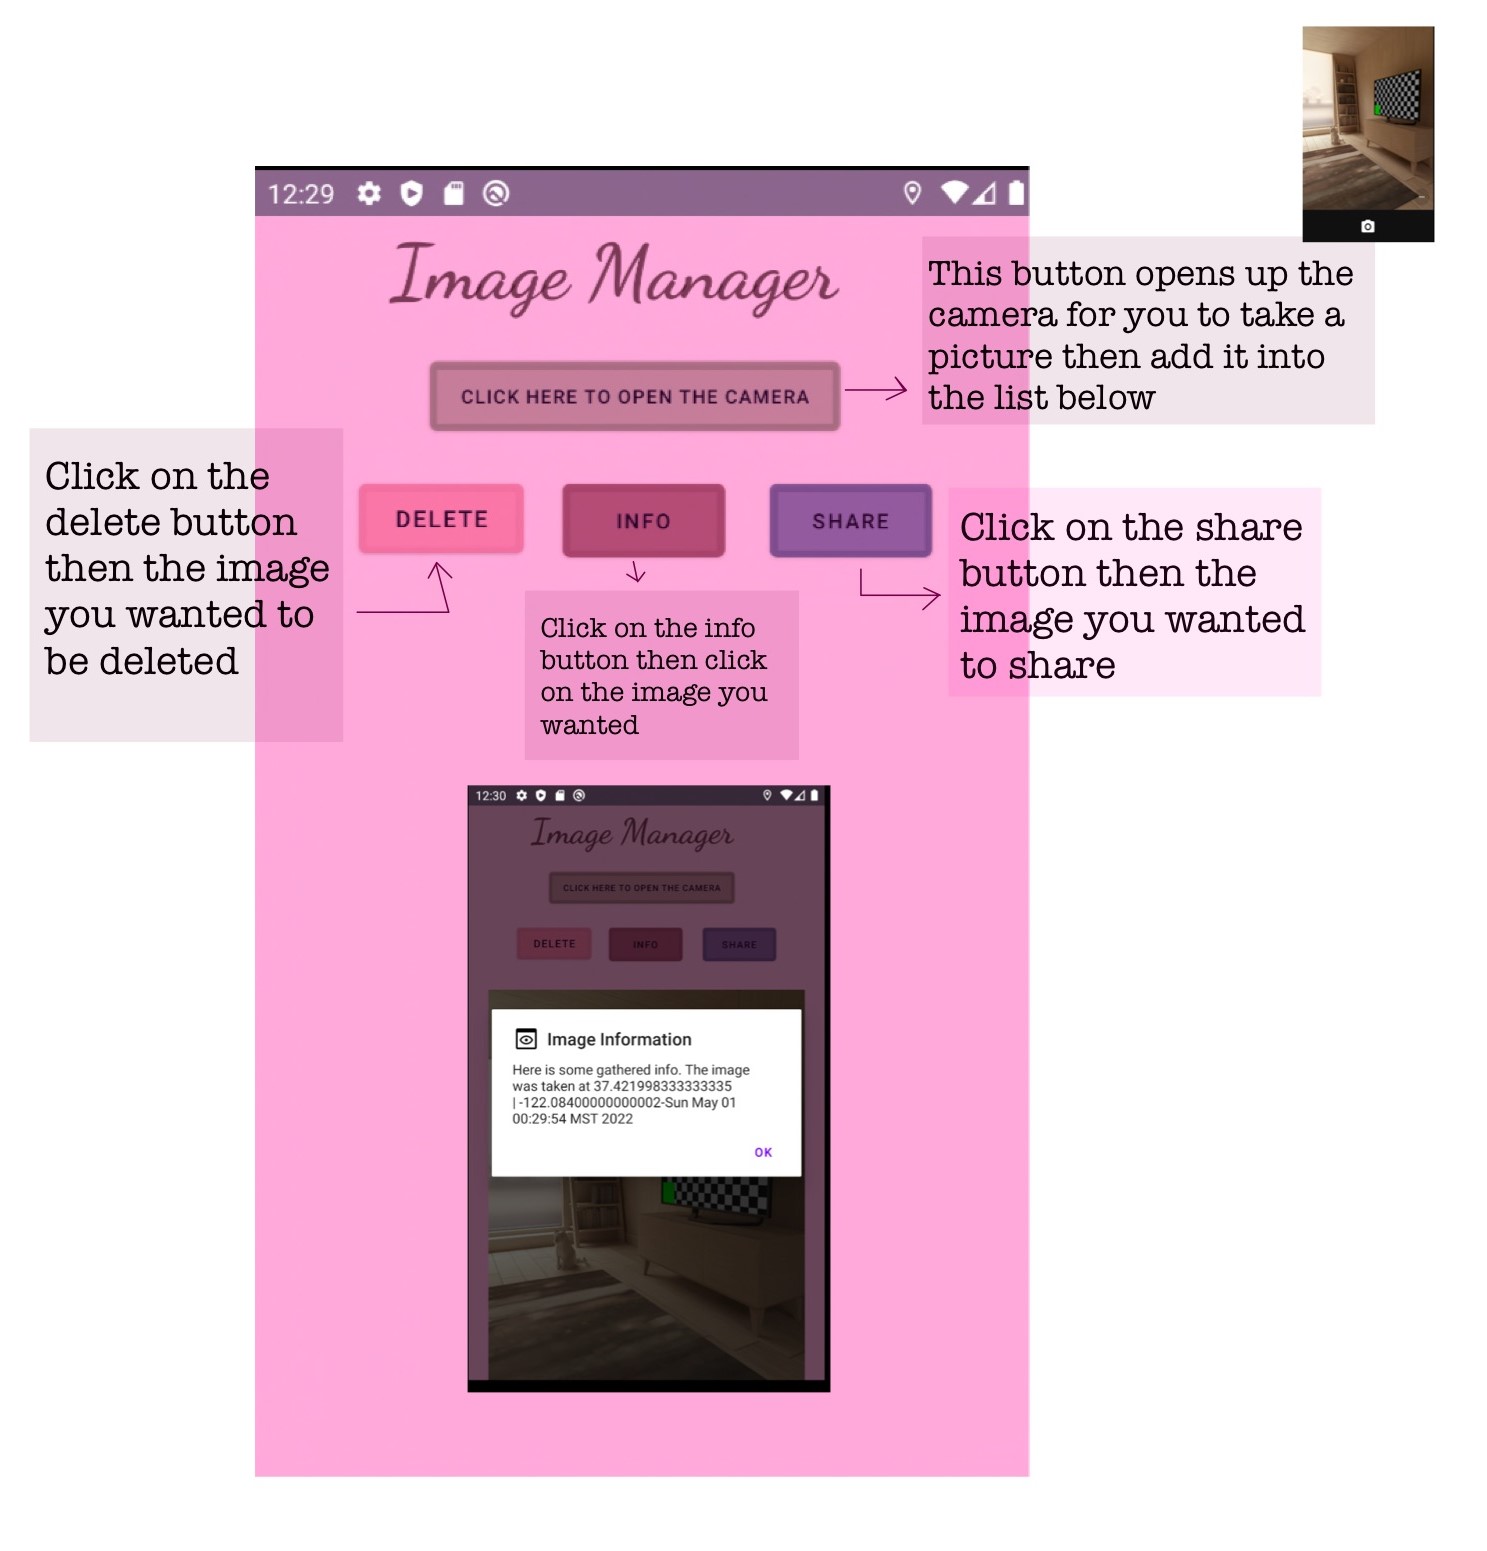 12:29
Image Manager
This button opens up the
camera for you to take a
picture then add it into
the list below
CLICK HERE TO OPEN THE CAMERA
Click on the
delete button
then the image
you wanted to
be deleted
DELETE
INFO
SHARE
Click on the share
button then the
image you wanted
to share
Click on the info
button then click
on the image you
wanted
12:30
Image Manager
CLICK HERE TO OPEN THE CAMERA
DELETE
INFO
SHARE
Image Information
Here is some gathered info. The image
was taken at 37.421998333333335
| -122.08400000000002-Sun May 01
00:29:54 MST 2022
OK